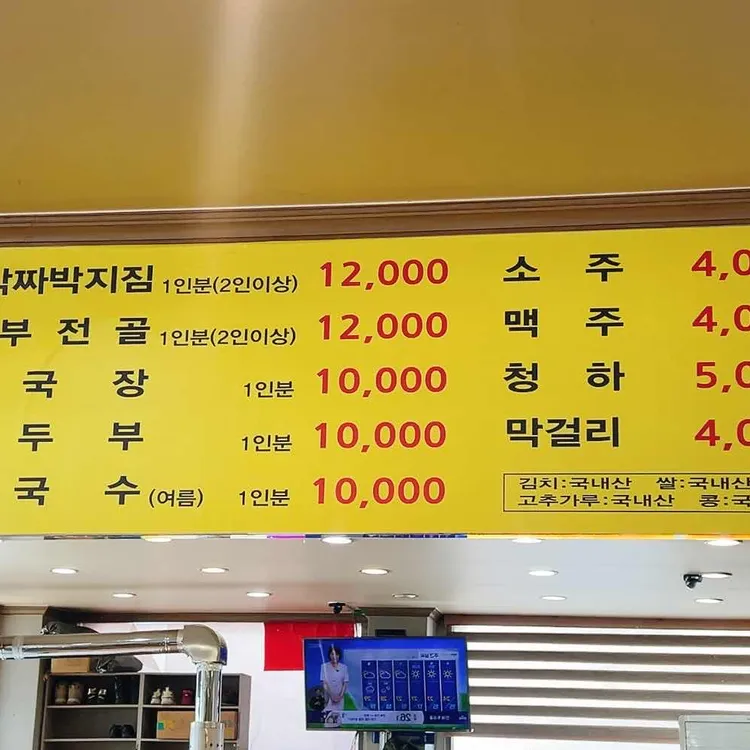 짜박지짐 1인분(2인이상) 12,000
부전골 1인분(2인이상) 12,000
국장 1인분 10,000
두부 1인분 10,000
국수(여름) 1인분 10,000
소주 4,0
맥주 4,0
청하 5,0
막걸리 4,0
김치:국내산 쌀:국내산
고추가루:국내산 콩:국